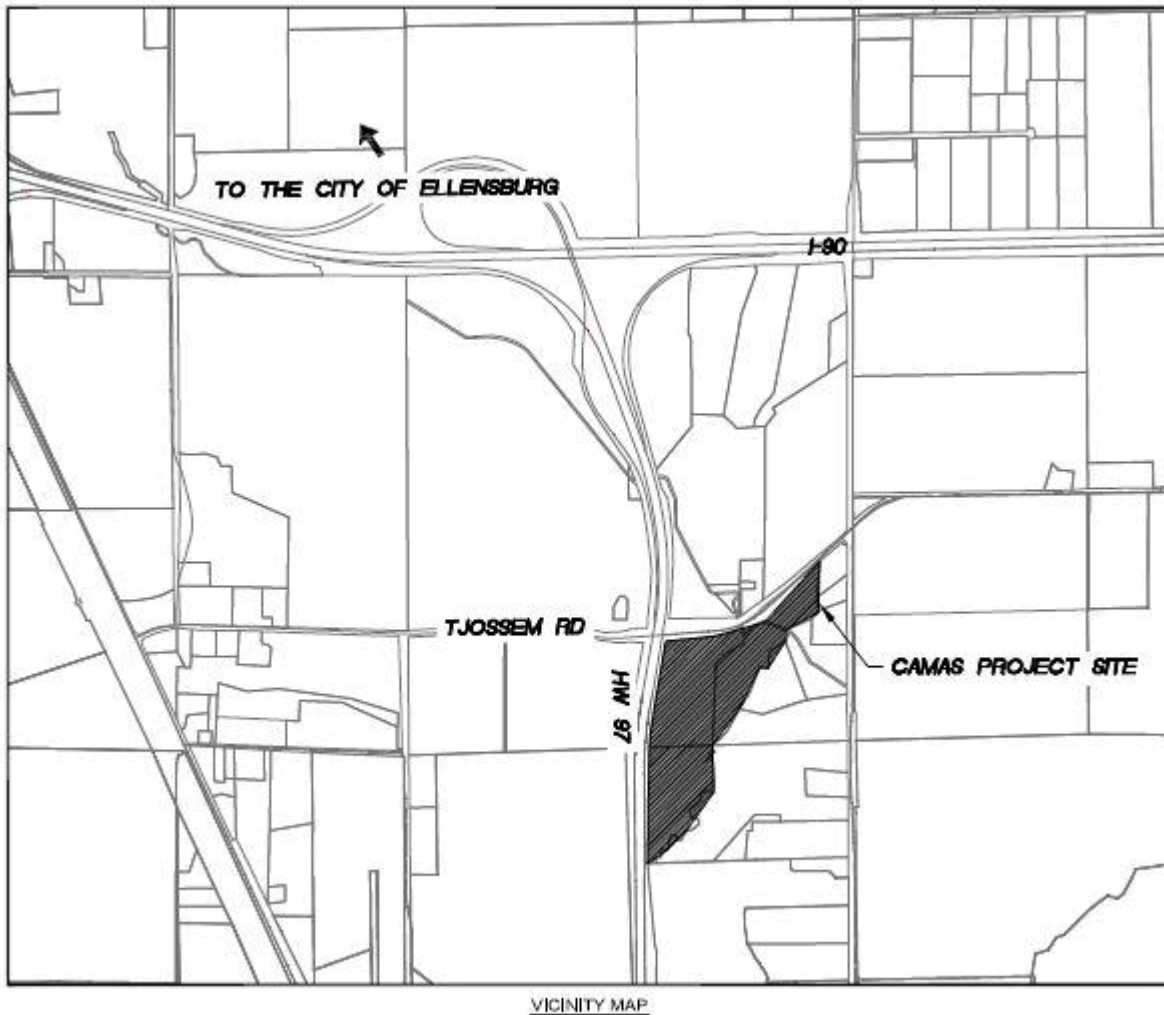 TO THE CITY OF ELLENSBURG
I-90
TJOSSEM RD
HW 97
CAMAS PROJECT SITE
VICINITY MAP